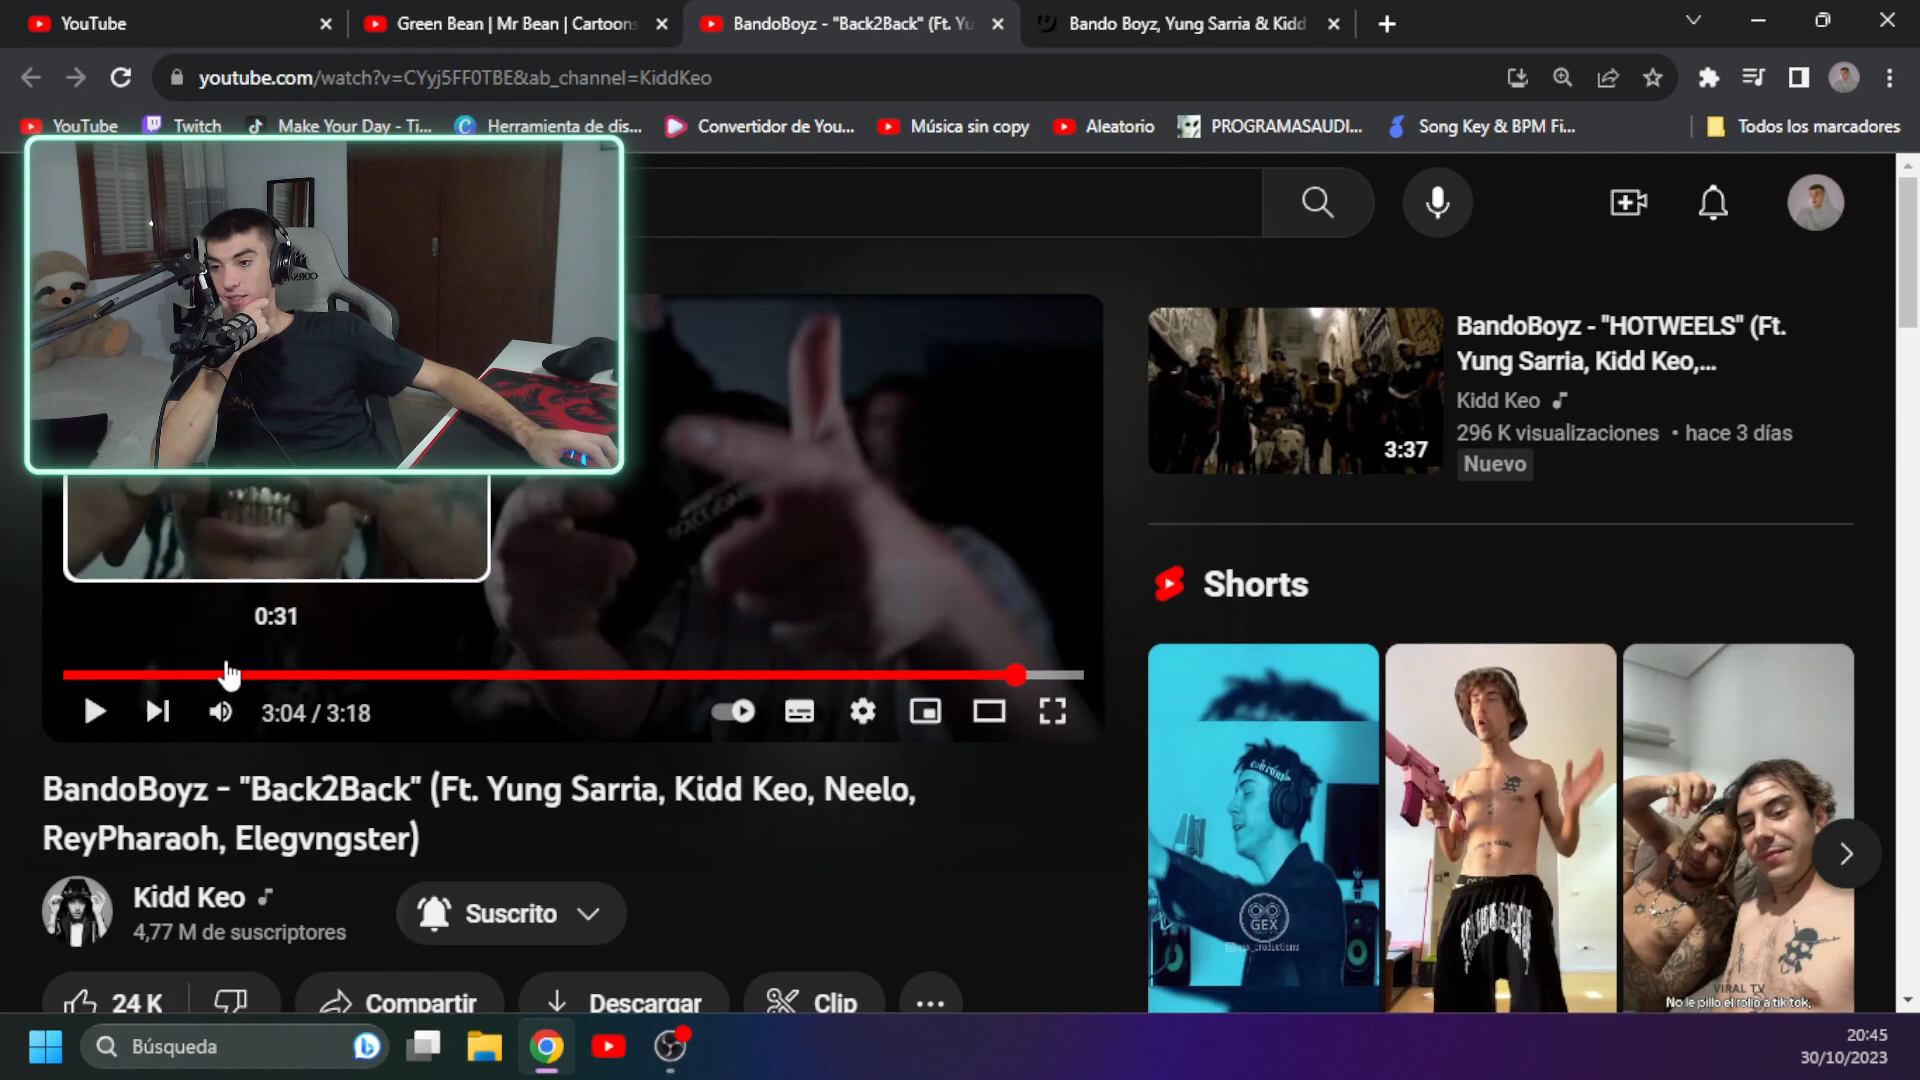 YouTube
Green Bean | Mr Bean | Cartoons
BandoBoyz - "Back2Back" (Ft. Yu
Bando Boyz, Yung Sarria & Kidd
youtube.com/watch?v=CYyj5FF0TBE&ab_channel=KiddKeo
YouTube
Twitch
Make Your Day - Ti...
Herramienta de dis...
Convertidor de You...
Música sin copy
Aleatorio
PROGRAMASAUDI...
Song Key & BPM Fi...
Todos los marcadores
BandoBoyz - "HOTWEELS" (Ft.
Yung Sarria, Kidd Keo,...
Kidd Keo
296 K visualizaciones • hace 3 días
Nuevo
3:37
0:31
Shorts
3:04 / 3:18
BandoBoyz - "Back2Back" (Ft. Yung Sarria, Kidd Keo, Neelo,
ReyPharaoh, Elegvngster)
Kidd Keo
4,77 M de suscriptores
Suscrito
24 K
Compartir
Descargar
Clip
GEX
VIRAL TV
No le pillo el rollo a tik tok,
Búsqueda
20:45
30/10/2023